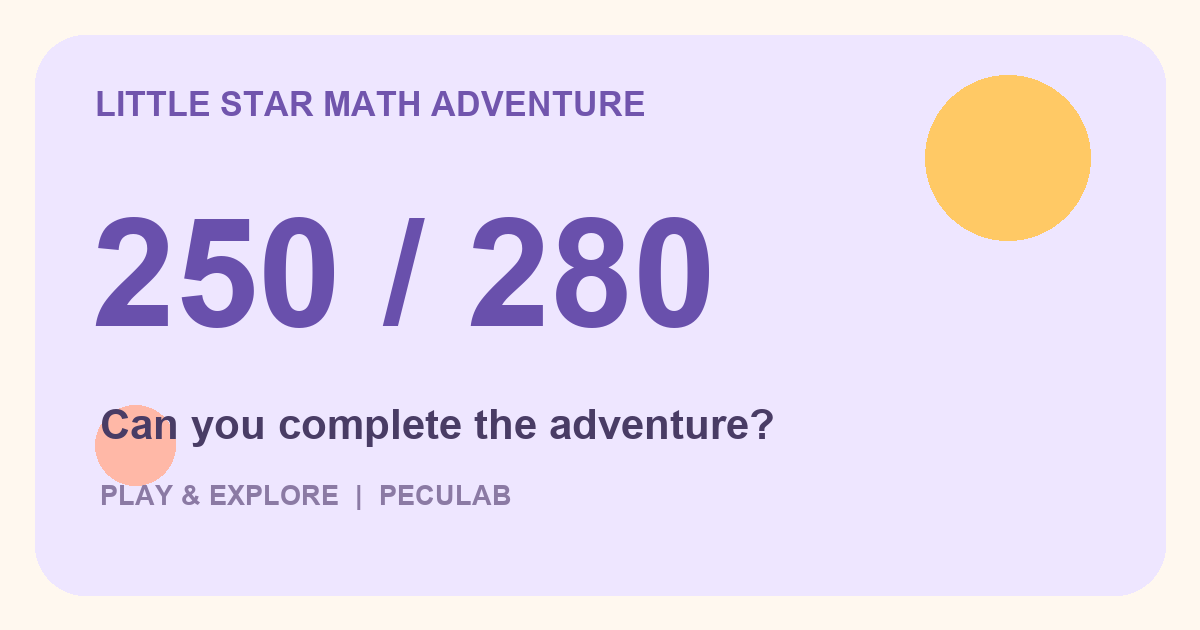 LITTLE STAR MATH ADVENTURE
250 / 280
Can you complete the adventure?
PLAY & EXPLORE | PECULAB